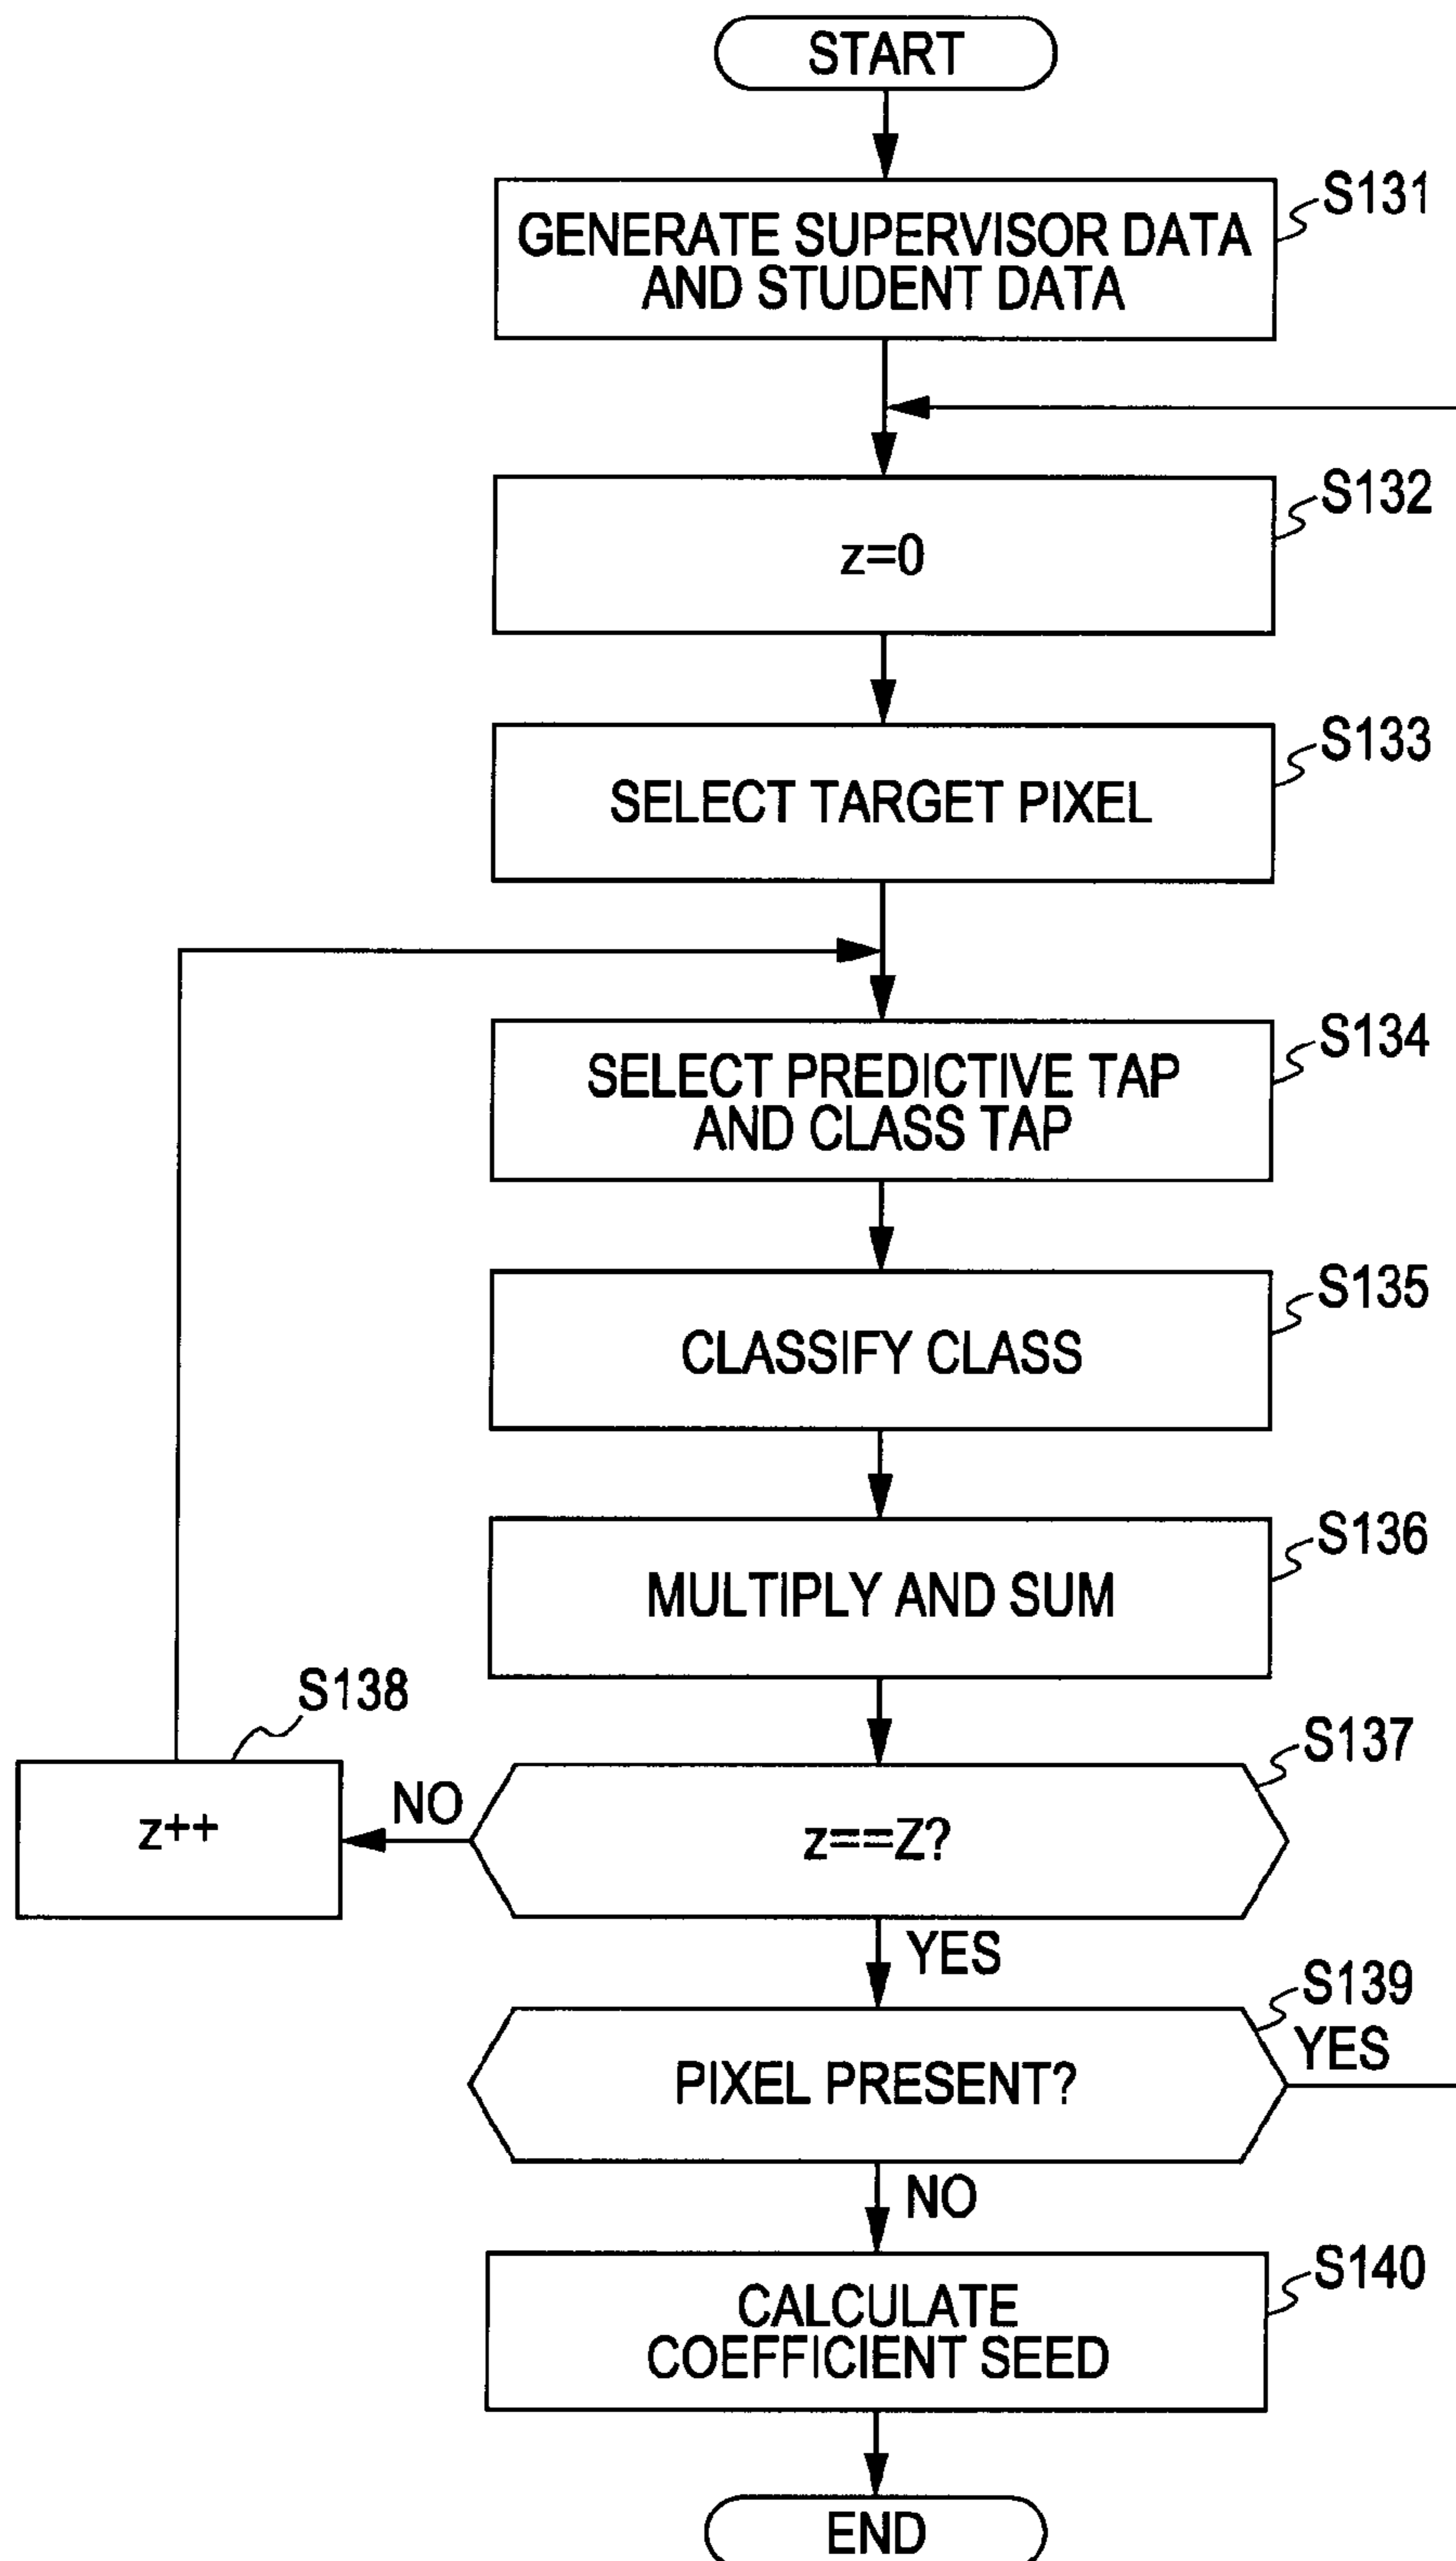 START
S131
GENERATE SUPERVISOR DATA
AND STUDENT DATA
S132
z=0
S133
SELECT TARGET PIXEL
S134
SELECT PREDICTIVE TAP
AND CLASS TAP
S135
CLASSIFY CLASS
S136
MULTIPLY AND SUM
S138
z++
NO
S137
z==Z?
YES
S139
YES
PIXEL PRESENT?
NO
S140
CALCULATE
COEFFICIENT SEED
END